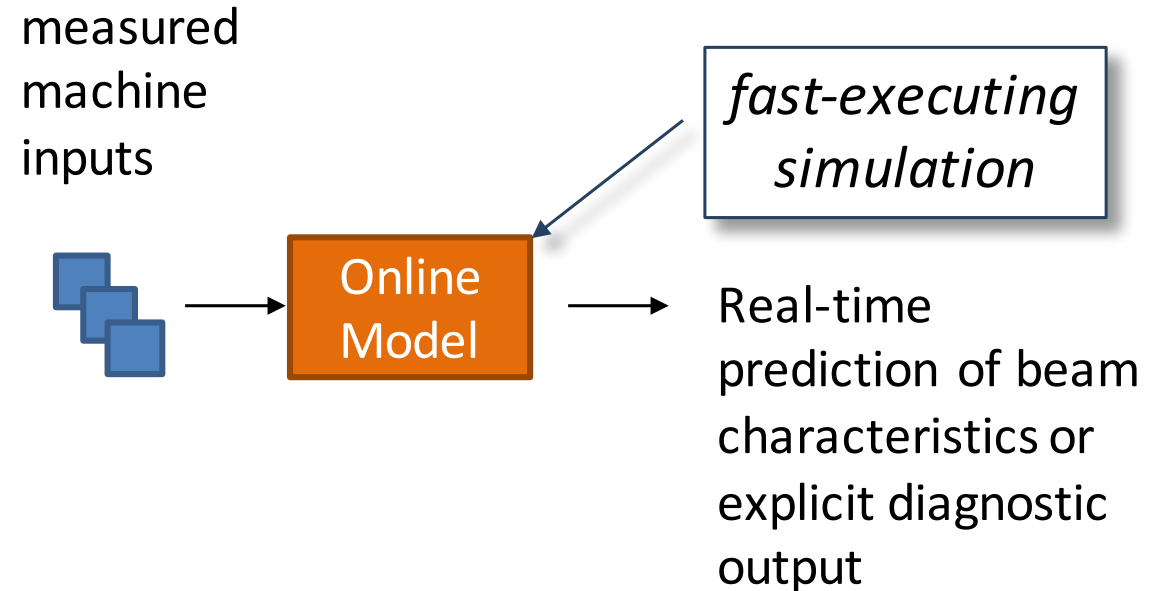 measured
machine
inputs
fast-executing
simulation
Online
Model
Real-time
prediction of beam
characteristics or
explicit diagnostic
output